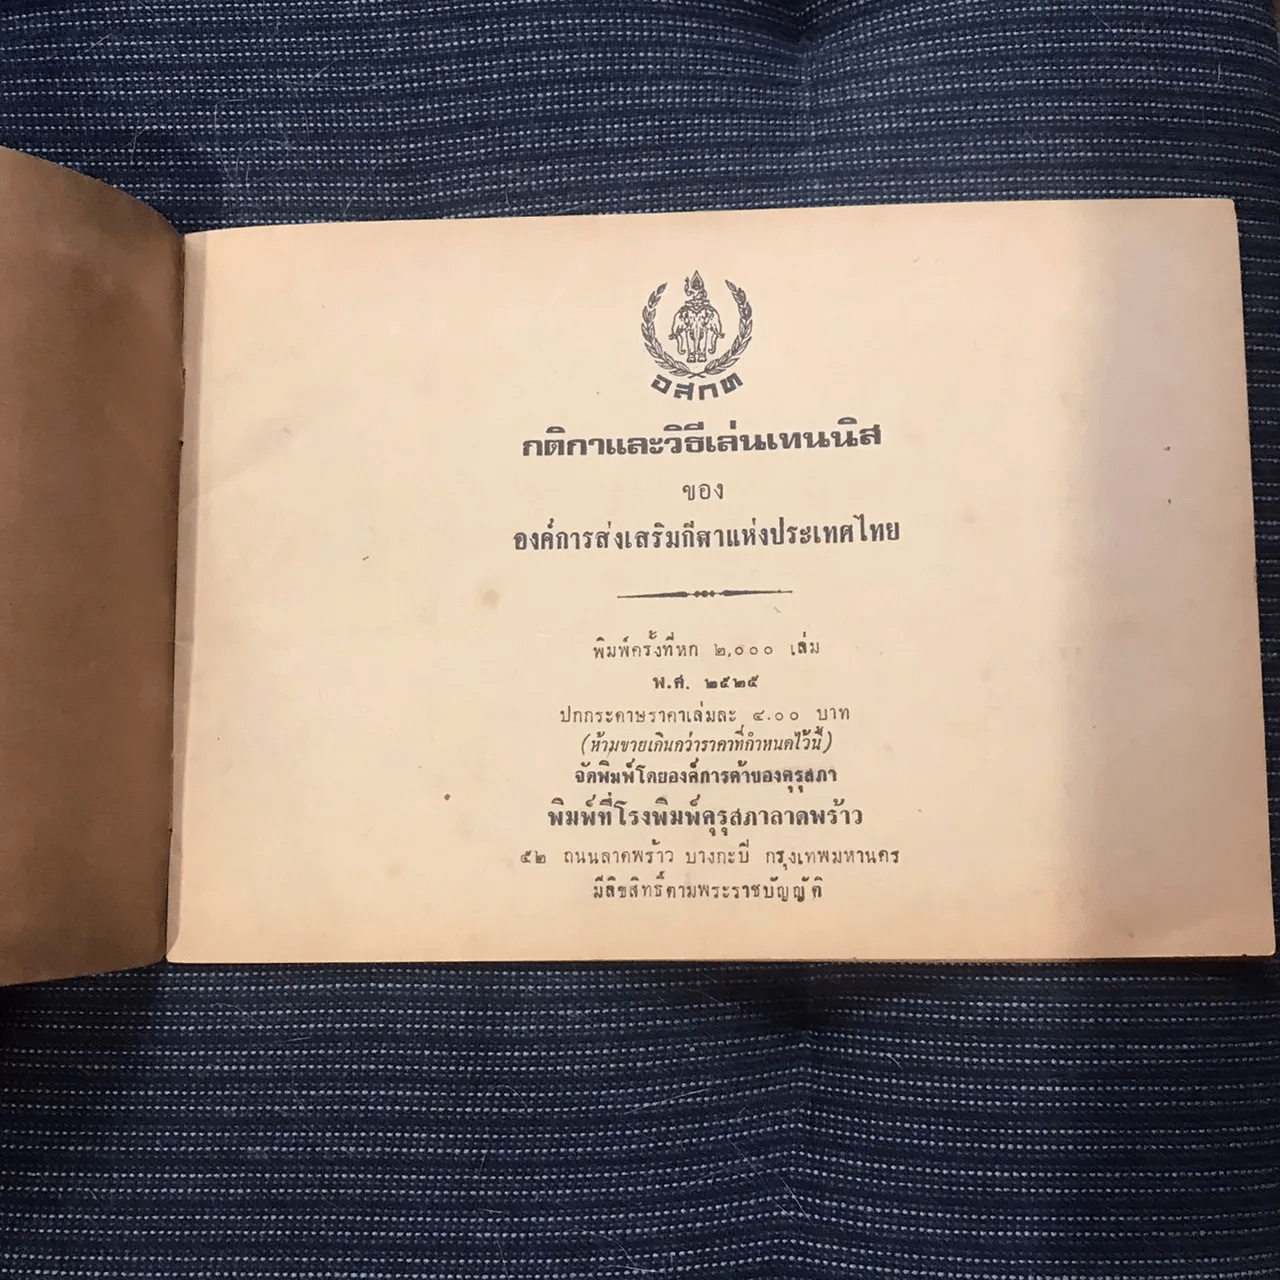 อสกท
กติกาและวิธีเล่นเทนนิส
ของ
องค์การส่งเสริมกีฬาแห่งประเทศไทย
พิมพ์ครั้งที่หก ๒,๐๐๐ เล่ม
พ.ศ. ๒๕๒๕
ปกกระดาษราคาเล่มละ ๔.๐๐ บาท
(ห้ามขายเกินกว่าราคาที่กำหนดไว้นี้)
จัดพิมพ์โดยองค์การค้าของคุรุสภา
พิมพ์ที่โรงพิมพ์คุรุสภาลาดพร้าว
๕๒ ถนนลาดพร้าว บางกะปิ กรุงเทพมหานคร
มีลิขสิทธิ์ตามพระราชบัญญัติ